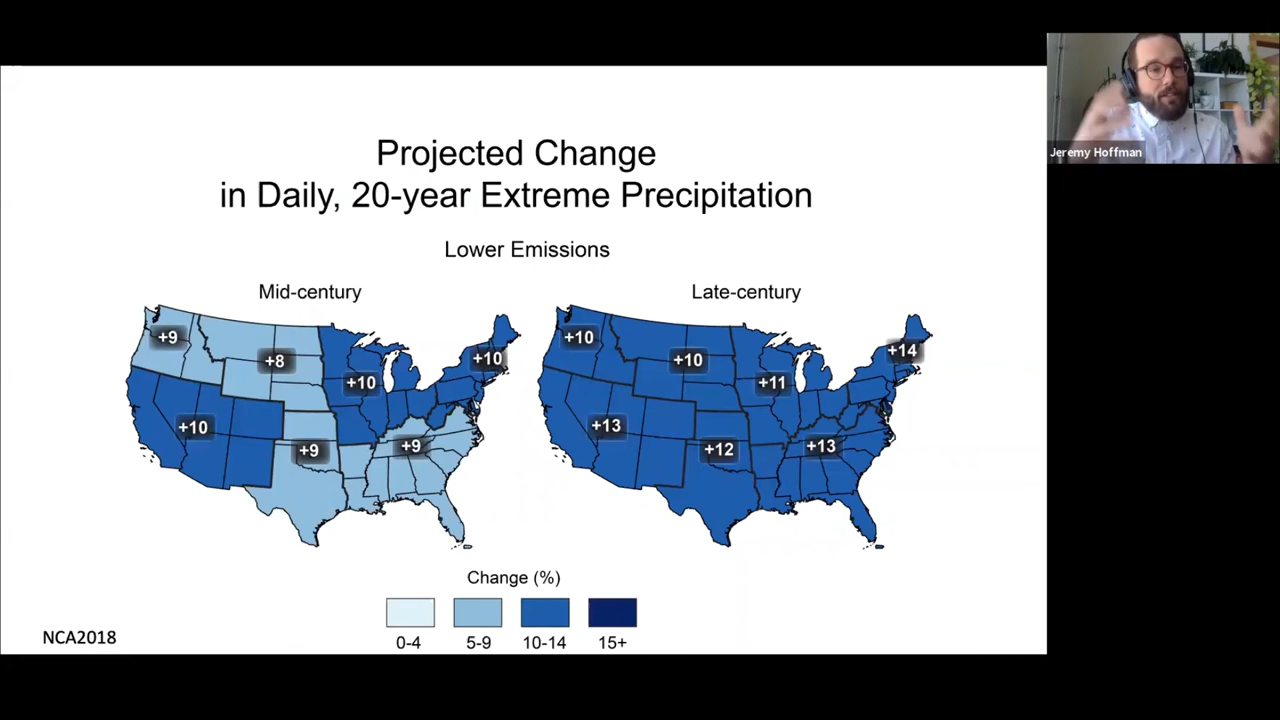 Jeremy Hoffman
Projected Change
in Daily, 20-year Extreme Precipitation
Lower Emissions
Mid-century
Late-century
+9
+8
+10
+10
+10
+9
+9
+10
+10
+11
+14
+13
+12
+13
Change (%)
0-4
5-9
10-14
15+
NCA2018